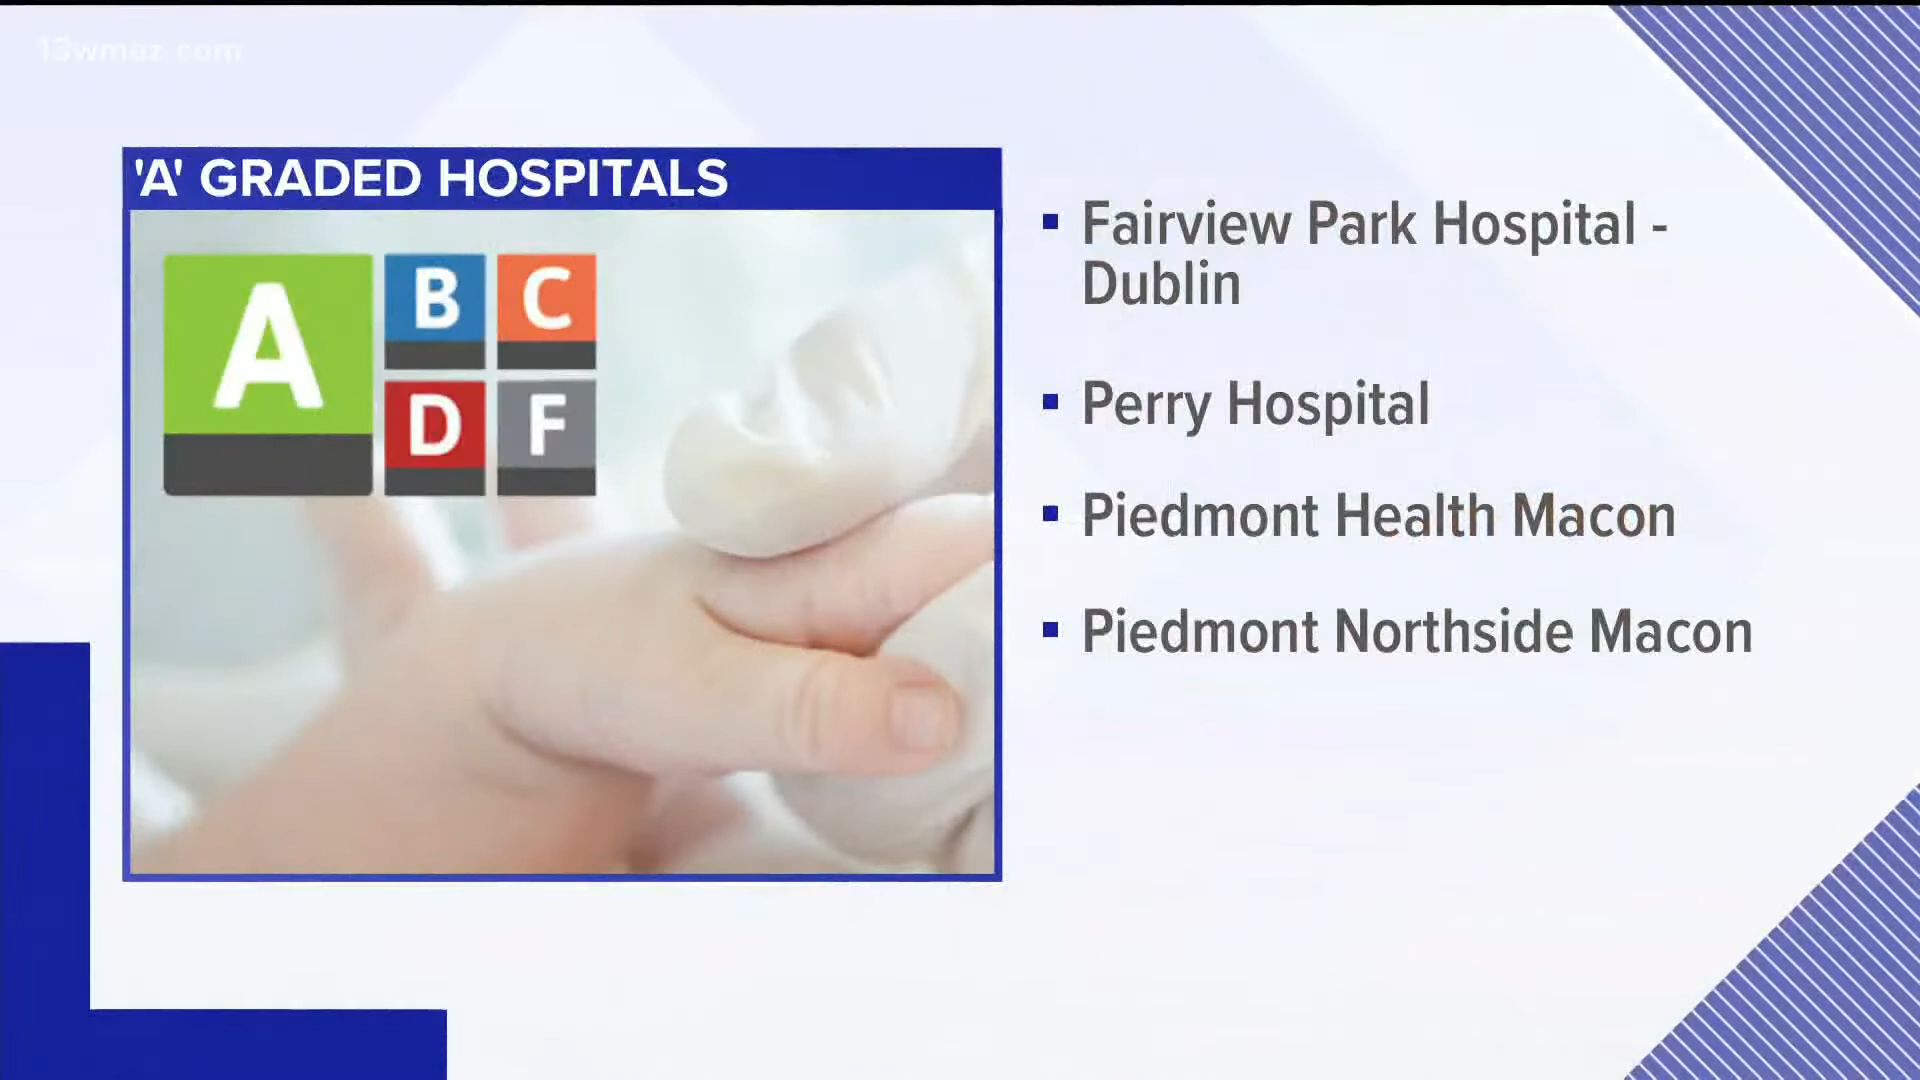 13wmaz.com
'A' GRADED HOSPITALS
A
B
C
D
F
▪ Fairview Park Hospital -
Dublin
▪ Perry Hospital
▪ Piedmont Health Macon
▪ Piedmont Northside Macon